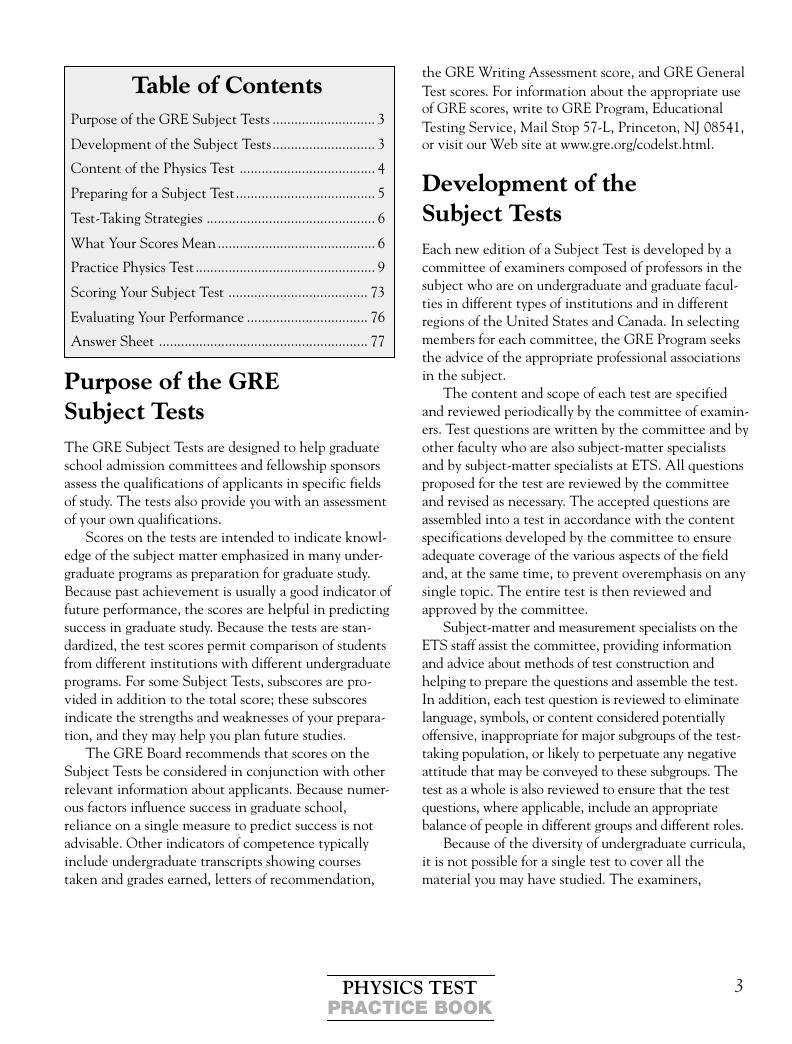 Table of Contents
Purpose of the GRE Subject Tests ............................ 3
Development of the Subject Tests ............................ 3
Content of the Physics Test ..................................... 4
Preparing for a Subject Test ...................................... 5
Test-Taking Strategies .............................................. 6
What Your Scores Mean ........................................... 6
Practice Physics Test ................................................. 9
Scoring Your Subject Test ...................................... 73
Evaluating Your Performance ................................. 76
Answer Sheet ......................................................... 77
Purpose of the GRE
Subject Tests
The GRE Subject Tests are designed to help graduate
school admission committees and fellowship sponsors
assess the qualifications of applicants in specific fields
of study. The tests also provide you with an assessment
of your own qualifications.
Scores on the tests are intended to indicate knowl-
edge of the subject matter emphasized in many under-
graduate programs as preparation for graduate study.
Because past achievement is usually a good indicator of
future performance, the scores are helpful in predicting
success in graduate study. Because the tests are stan-
dardized, the test scores permit comparison of students
from different institutions with different undergraduate
programs. For some Subject Tests, subscores are pro-
vided in addition to the total score; these subscores
indicate the strengths and weaknesses of your prepara-
tion, and they may help you plan future studies.
The GRE Board recommends that scores on the
Subject Tests be considered in conjunction with other
relevant information about applicants. Because numer-
ous factors influence success in graduate school,
reliance on a single measure to predict success is not
advisable. Other indicators of competence typically
include undergraduate transcripts showing courses
taken and grades earned, letters of recommendation,
the GRE Writing Assessment score, and GRE General
Test scores. For information about the appropriate use
of GRE scores, write to GRE Program, Educational
Testing Service, Mail Stop 57-L, Princeton, NJ 08541,
or visit our Web site at www.gre.org/codelst.html.
Development of the
Subject Tests
Each new edition of a Subject Test is developed by a
committee of examiners composed of professors in the
subject who are on undergraduate and graduate facul-
ties in different types of institutions and in different
regions of the United States and Canada. In selecting
members for each committee, the GRE Program seeks
the advice of the appropriate professional associations
in the subject.
The content and scope of each test are specified
and reviewed periodically by the committee of examin-
ers. Test questions are written by the committee and by
other faculty who are also subject-matter specialists
and by subject-matter specialists at ETS. All questions
proposed for the test are reviewed by the committee
and revised as necessary. The accepted questions are
assembled into a test in accordance with the content
specifications developed by the committee to ensure
adequate coverage of the various aspects of the field
and, at the same time, to prevent overemphasis on any
single topic. The entire test is then reviewed and
approved by the committee.
Subject-matter and measurement specialists on the
ETS staff assist the committee, providing information
and advice about methods of test construction and
helping to prepare the questions and assemble the test.
In addition, each test question is reviewed to eliminate
language, symbols, or content considered potentially
offensive, inappropriate for major subgroups of the test-
taking population, or likely to perpetuate any negative
attitude that may be conveyed to these subgroups. The
test as a whole is also reviewed to ensure that the test
questions, where applicable, include an appropriate
balance of people in different groups and different roles.
Because of the diversity of undergraduate curricula,
it is not possible for a single test to cover all the
material you may have studied. The examiners,
PHYSICS TEST
PRACTICE BOOK
3